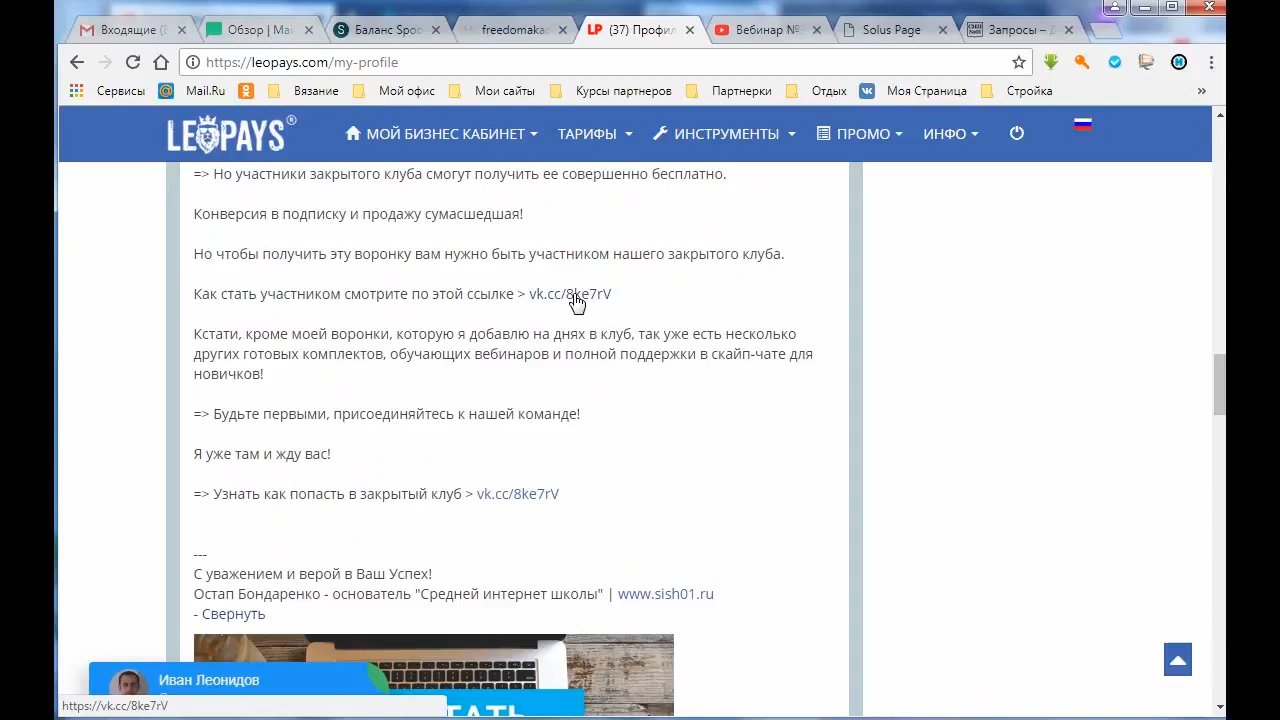 Входящие (
Обзор | Mai
Баланс Spo
freedomaka
LP (37) Профил
Вебинар №
Solus Page
Запросы –
https://leopays.com/my-profile
Сервисы Mail.Ru Вязание Мой офис Мои сайты Курсы партнеров Партнерки Отдых Моя Страница Стройка »
LEOPAYS® МОЙ БИЗНЕС КАБИНЕТ ТАРИФЫ ИНСТРУМЕНТЫ ПРОМО ИНФО
=> Но участники закрытого клуба смогут получить ее совершенно бесплатно.
Конверсия в подписку и продажу сумасшедшая!
Но чтобы получить эту воронку вам нужно быть участником нашего закрытого клуба.
Как стать участником смотрите по этой ссылке > vk.cc/8ke7rV
Кстати, кроме моей воронки, которую я добавлю на днях в клуб, так уже есть несколько
других готовых комплектов, обучающих вебинаров и полной поддержки в скайп-чате для
новичков!
=> Будьте первыми, присоединяйтесь к нашей команде!
Я уже там и жду вас!
=> Узнать как попасть в закрытый клуб > vk.cc/8ke7rV
---
С уважением и верой в Ваш Успех!
Остап Бондаренко - основатель "Средней интернет школы" | www.sish01.ru
- Свернуть
Иван Леонидов
https://vk.cc/8ke7rV